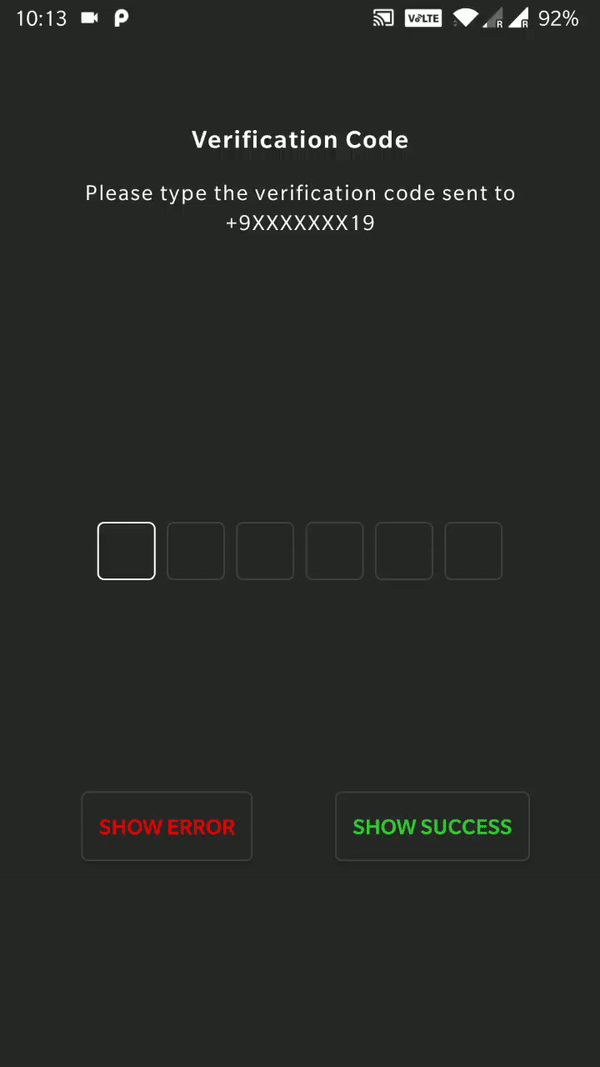 10:13 VoLTE R R 92%
Verification Code
Please type the verification code sent to
+9XXXXXXX19
SHOW ERROR SHOW SUCCESS